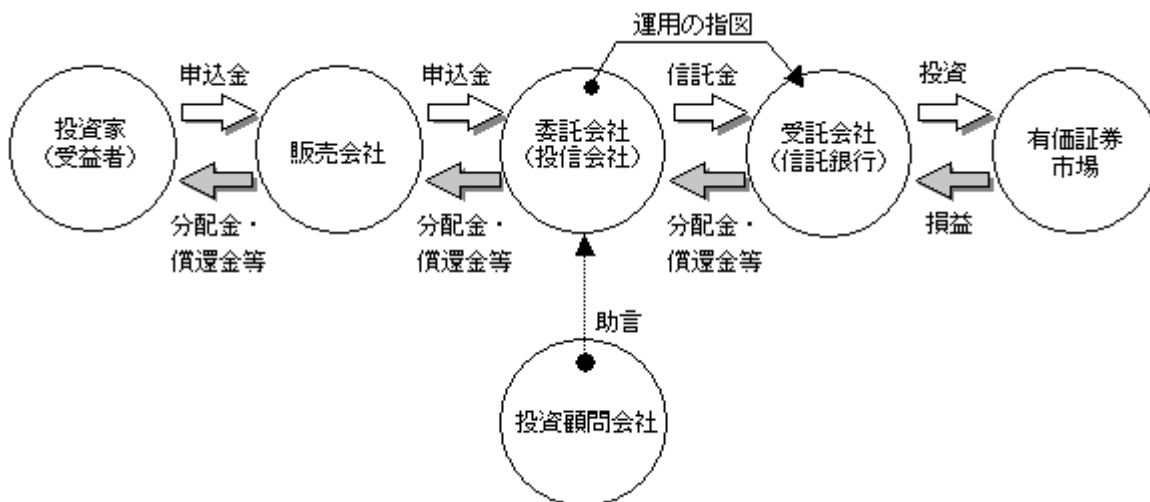 運用の指図
申込金
申込金
信託金
投資
投資家
(受益者)
販売会社
委託会社
(投信会社)
受託会社
(信託銀行)
有価証券
市場
分配金・
償還金等
分配金・
償還金等
分配金・
償還金等
損益
助言
投資顧問会社